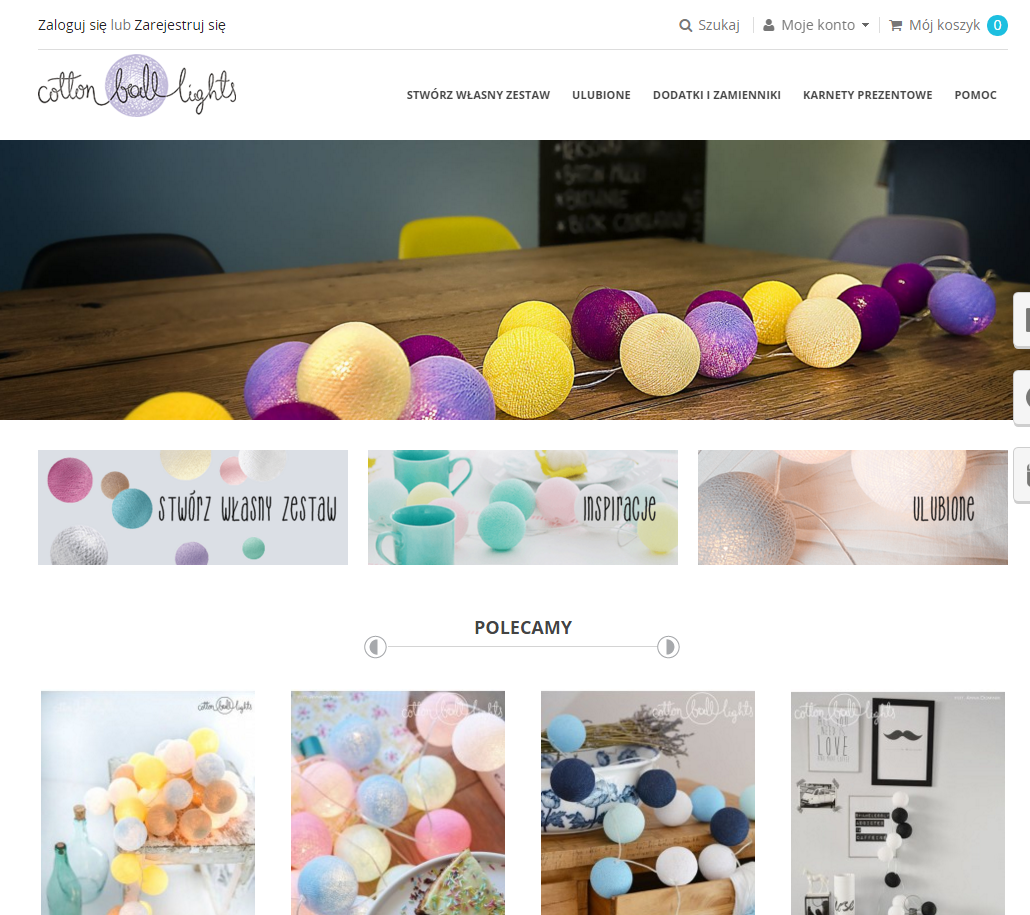 Zaloguj się lub Zarejestruj się
Szukaj
Moje konto
Mój koszyk 0
cotton ball lights
STWÓRZ WŁASNY ZESTAW
ULUBIONE
DODATKI I ZAMIENNIKI
KARNETY PREZENTOWE
POMOC
STWÓRZ WŁASNY ZESTAW
INSPIRACJE
ULUBIONE
POLECAMY
cotton ball lights
cotton ball lights
cotton ball lights
cotton ball lights
LOVE